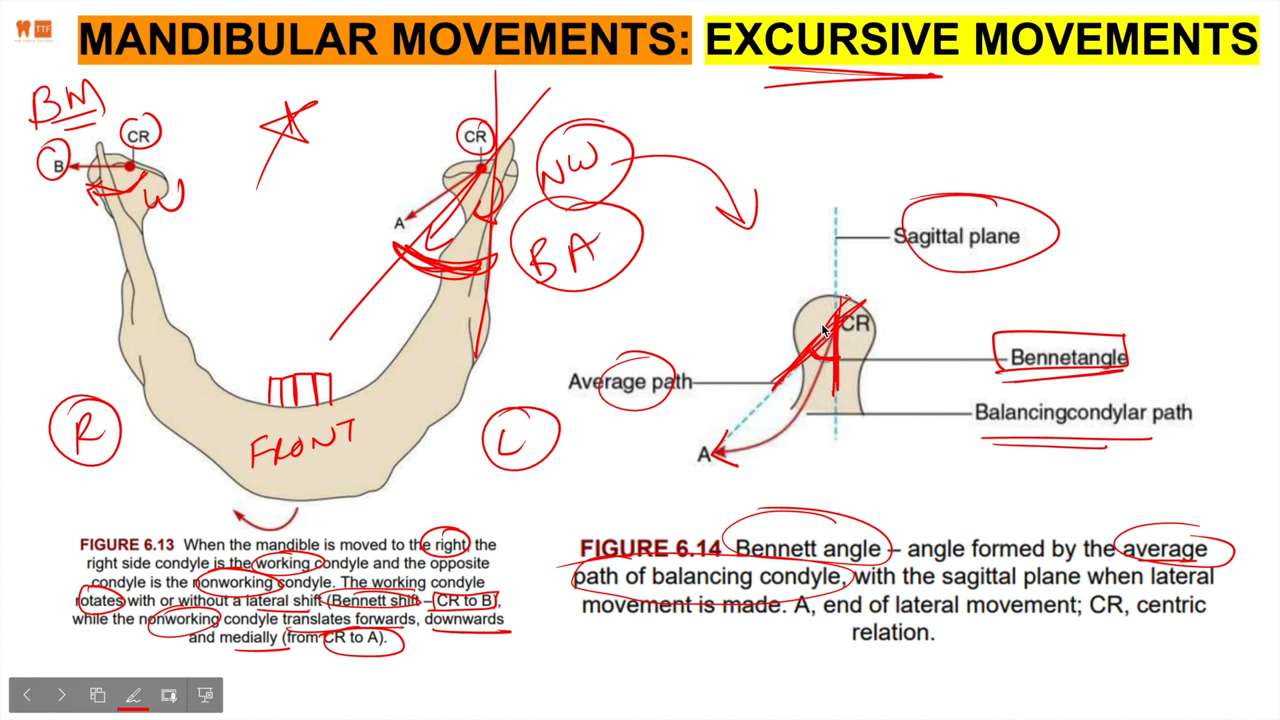 TTF
MANDIBULAR MOVEMENTS: EXCURSIVE MOVEMENTS
BM
CR
B
W
CR
A
NW
BA
R
FRONT
L
Sagittal plane
CR
Bennetangle
Average path
Balancingcondylar path
A
FIGURE 6.13 When the mandible is moved to the right, the
right side condyle is the working condyle and the opposite
condyle is the nonworking condyle. The working condyle
rotates with or without a lateral shift (Bennett shift – CR to B),
while the nonworking condyle translates forwards, downwards
and medially (from CR to A).
FIGURE 6.14 Bennett angle – angle formed by the average
path of balancing condyle, with the sagittal plane when lateral
movement is made. A, end of lateral movement; CR, centric
relation.